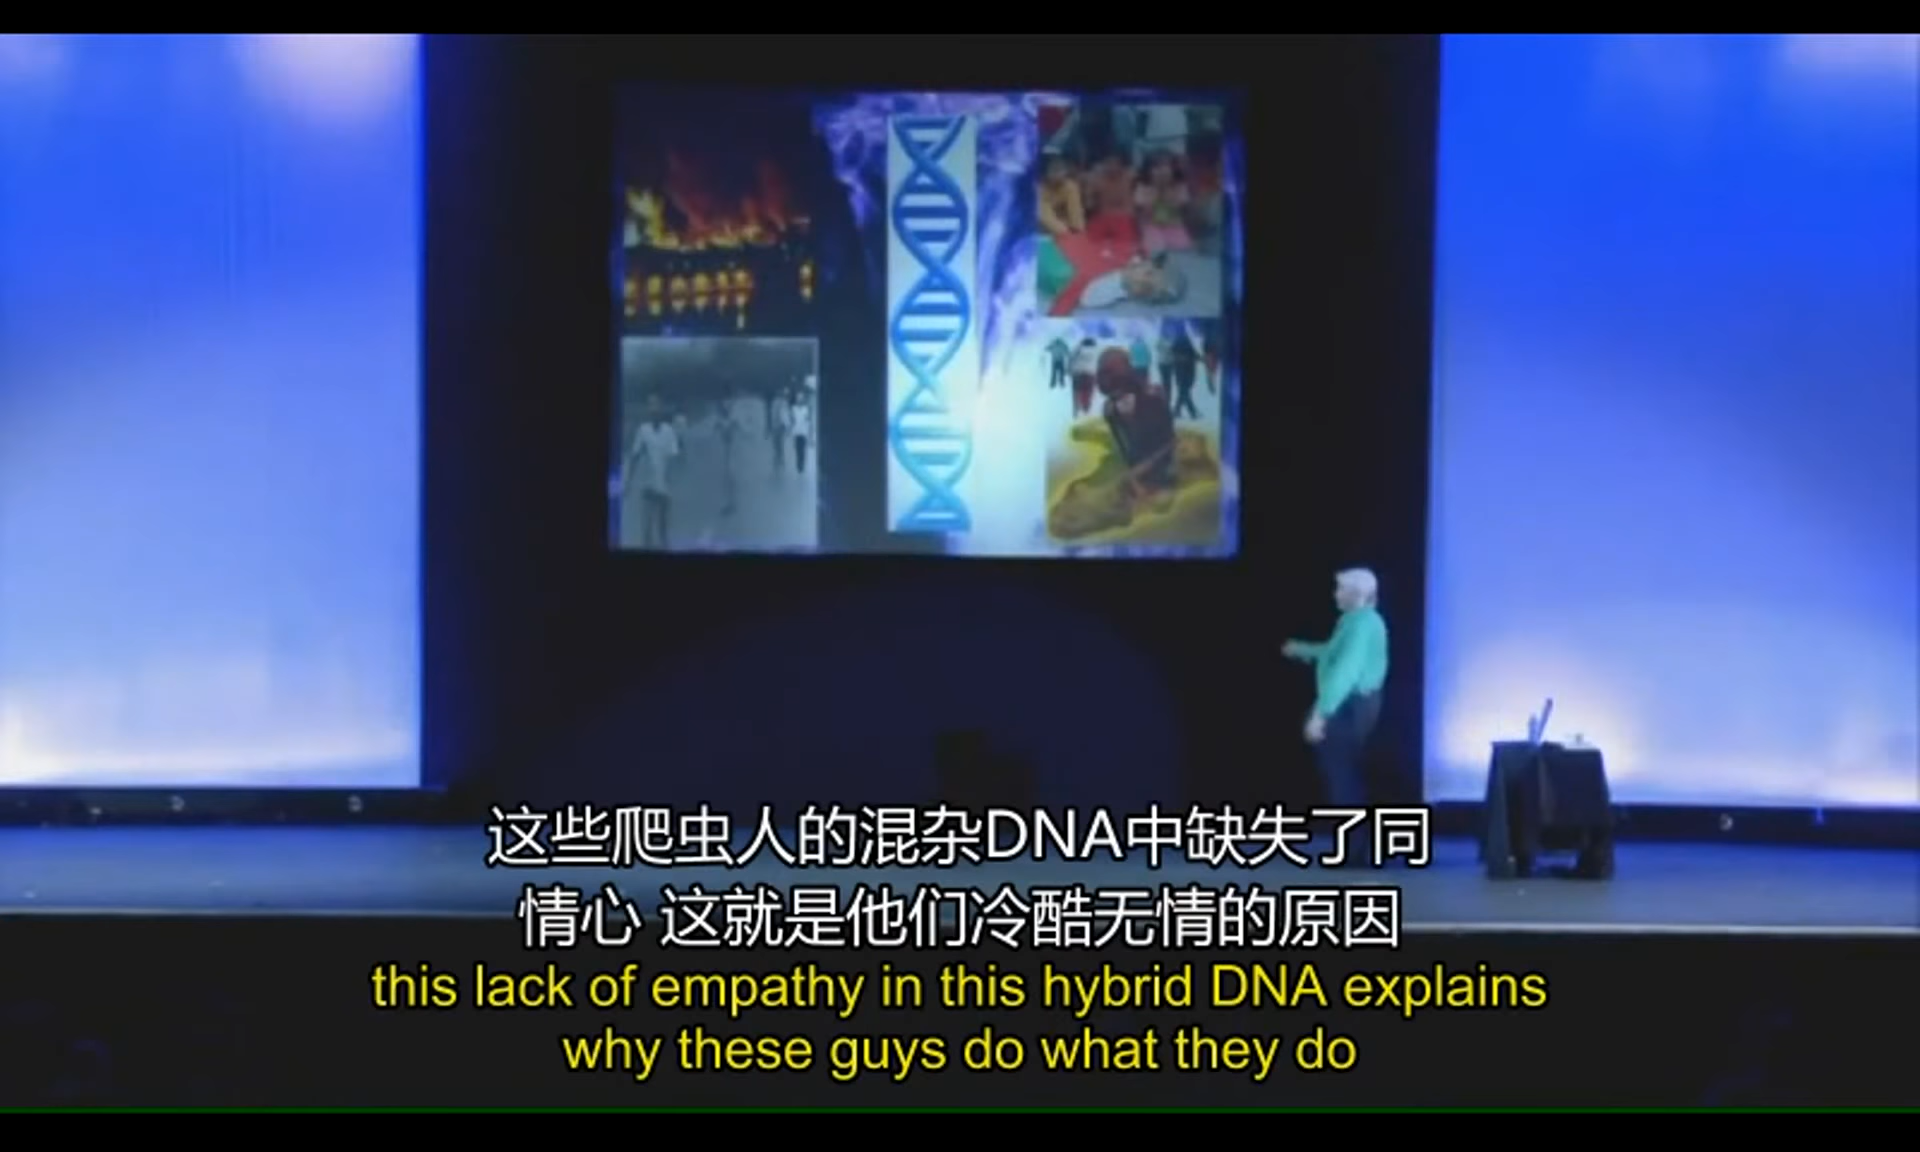 这些爬虫人的混杂DNA中缺失了同
情心 这就是他们冷酷无情的原因
this lack of empathy in this hybrid DNA explains
why these guys do what they do